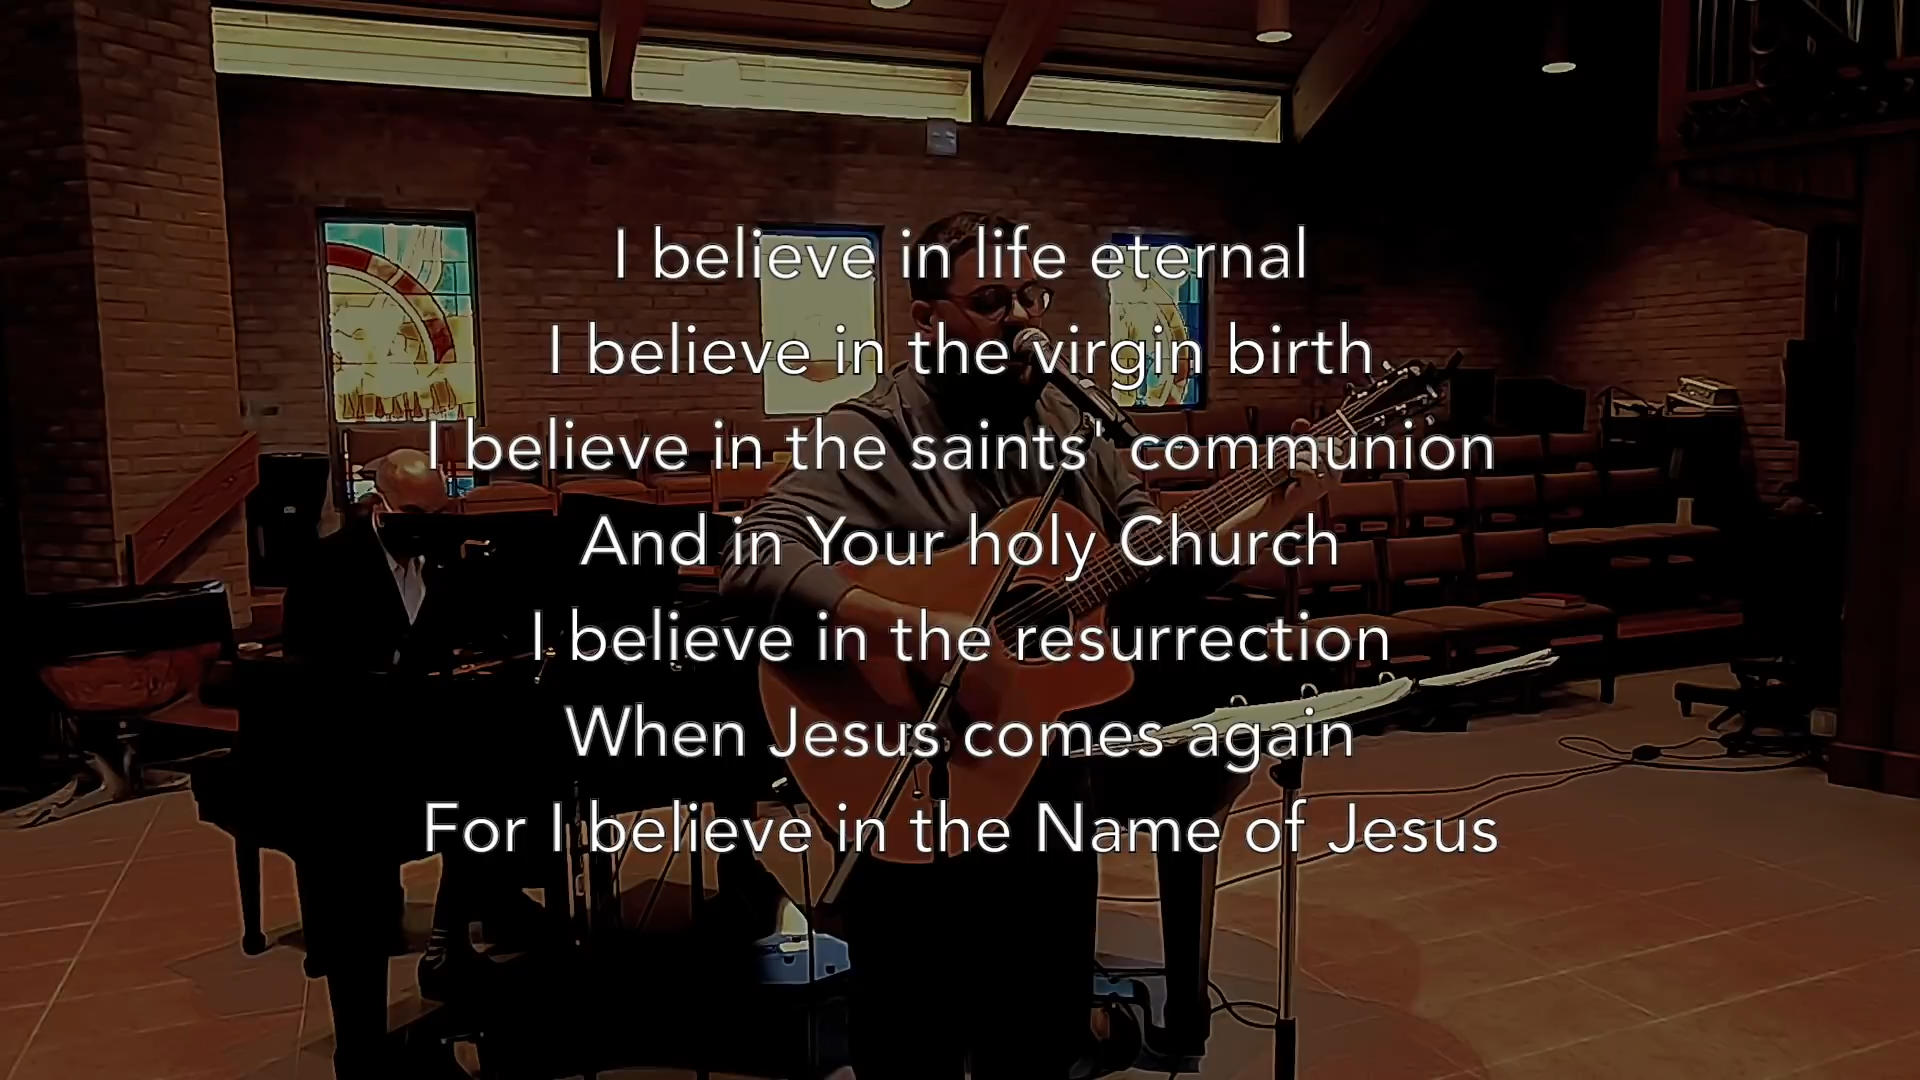 I believe in life eternal
I believe in the virgin birth
I believe in the saints' communion
And in Your holy Church
I believe in the resurrection
When Jesus comes again
For I believe in the Name of Jesus